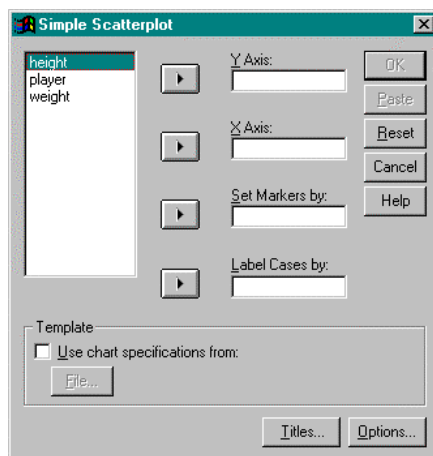 Simple Scatterplot
height
player
weight
Y Axis:
X Axis:
Set Markers by:
Label Cases by:
OK
Paste
Reset
Cancel
Help
Template
Use chart specifications from:
File...
Titles...
Options...